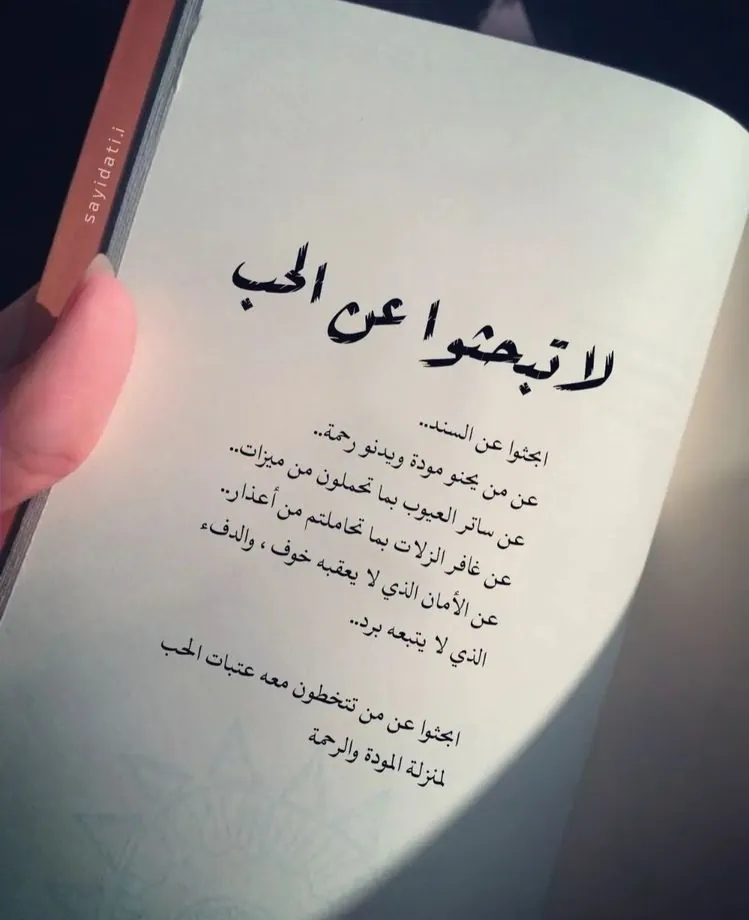 sayidati.i
لا تبحثوا عن الحب
ابحثوا عن السند..
عن من يحنو مودة ويدنو رحمة..
عن ساتر العيوب بما تحملون من ميزات..
عن غافر الزلات بما تحاملتم من أعذار..
عن الأمان الذي لا يعقبه خوف، والدفء
الذي لا يتبعه برد..
ابحثوا عن من تتخطون معه عتبات الحب
لمنزلة المودة والرحمة